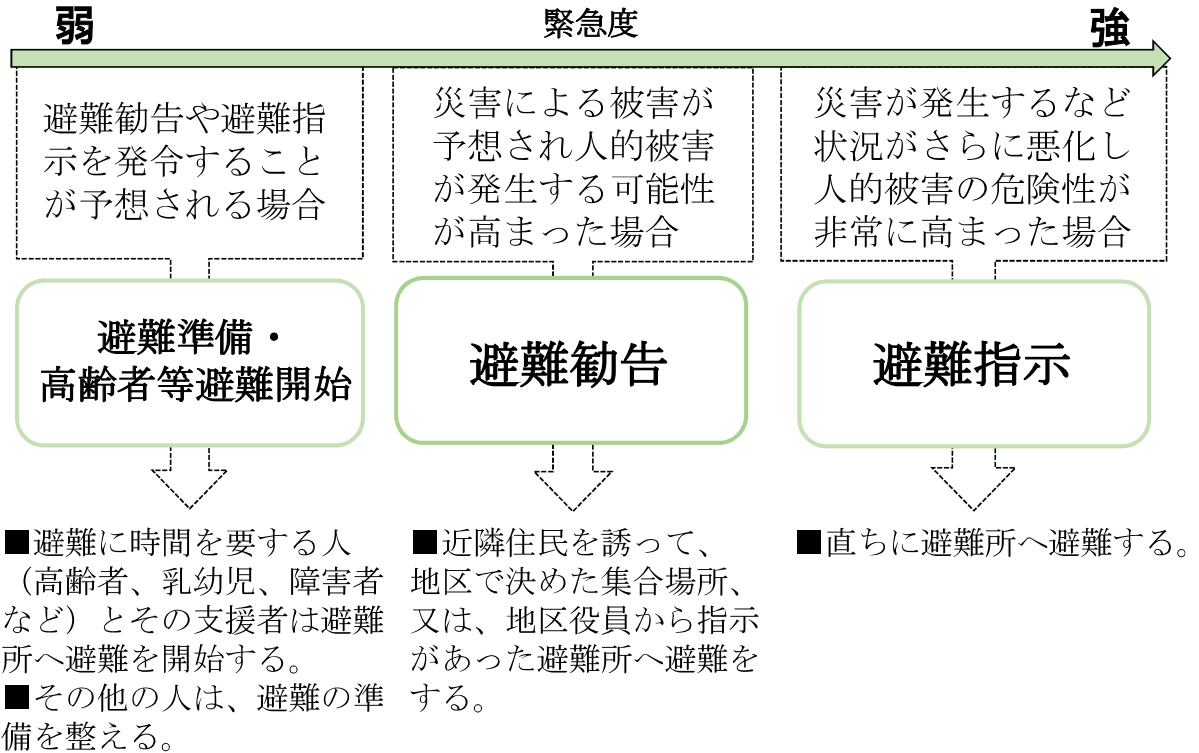 弱
緊急度
強
避難勧告や避難指
示を発令すること
が予想される場合
災害による被害が
予想され人的被害
が発生する可能性
が高まった場合
災害が発生するなど
状況がさらに悪化し
人的被害の危険性が
非常に高まった場合
避難準備・
高齢者等避難開始
避難勧告
避難指示
■避難に時間を要する人
（高齢者、乳幼児、障害者
など）とその支援者は避難
所へ避難を開始する。
■その他の人は、避難の準
備を整える。
■近隣住民を誘って、
地区で決めた集合場所、
又は、地区役員から指示
があった避難所へ避難を
する。
■直ちに避難所へ避難する。